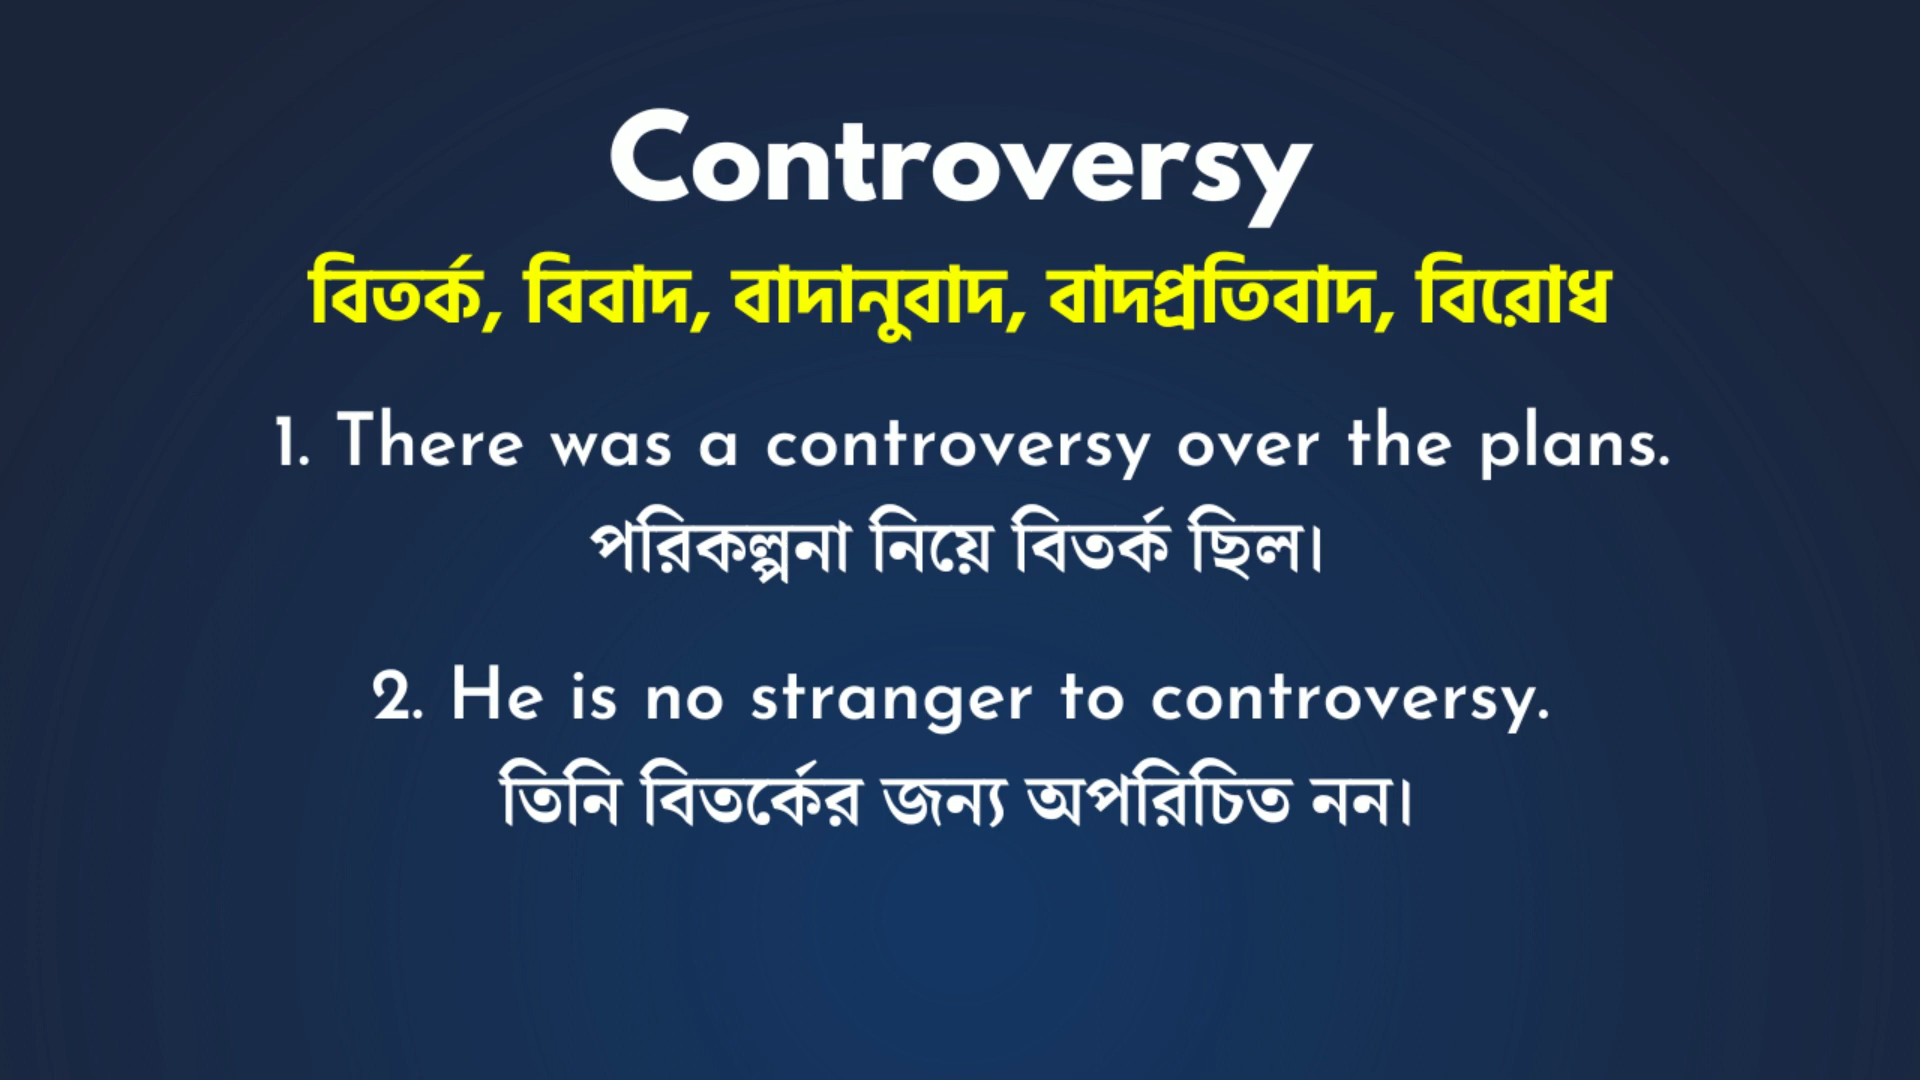 Controversy
বিতর্ক, বিবাদ, বাদানুবাদ, বাদপ্রতিবাদ, বিরোধ
1. There was a controversy over the plans.
পরিকল্পনা নিয়ে বিতর্ক ছিল।
2. He is no stranger to controversy.
তিনি বিতর্কের জন্য অপরিচিত নন।